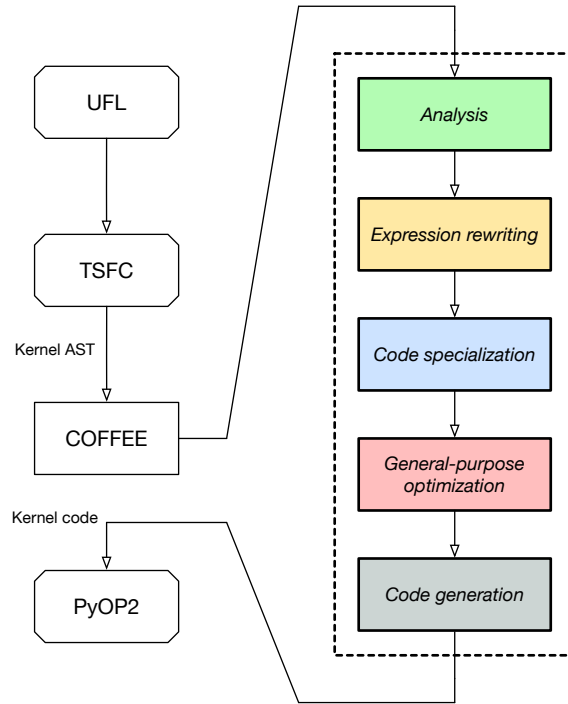 UFL
TSFC
Kernel AST
COFFEE
Kernel code
PyOP2
Analysis
Expression rewriting
Code specialization
General-purpose
optimization
Code generation